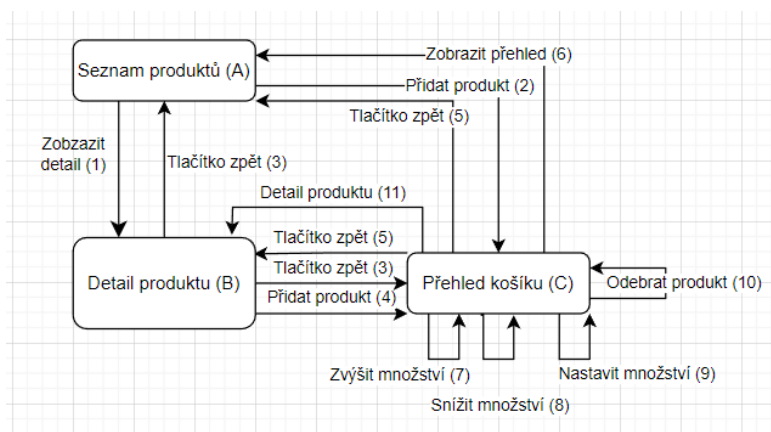 Zobrazit přehled (6)
Seznam produktů (A)
Přidat produkt (2)
Tlačítko zpět (5)
Zobzazit
detail (1)
Tlačítko zpět (3)
Detail produktu (11)
Tlačítko zpět (5)
Tlačítko zpět (3)
Detail produktu (B)
Přehled košíku (C)
Odebrat produkt (10)
Přidat produkt (4)
Zvýšit množství (7)
Nastavit množství (9)
Snížit množství (8)